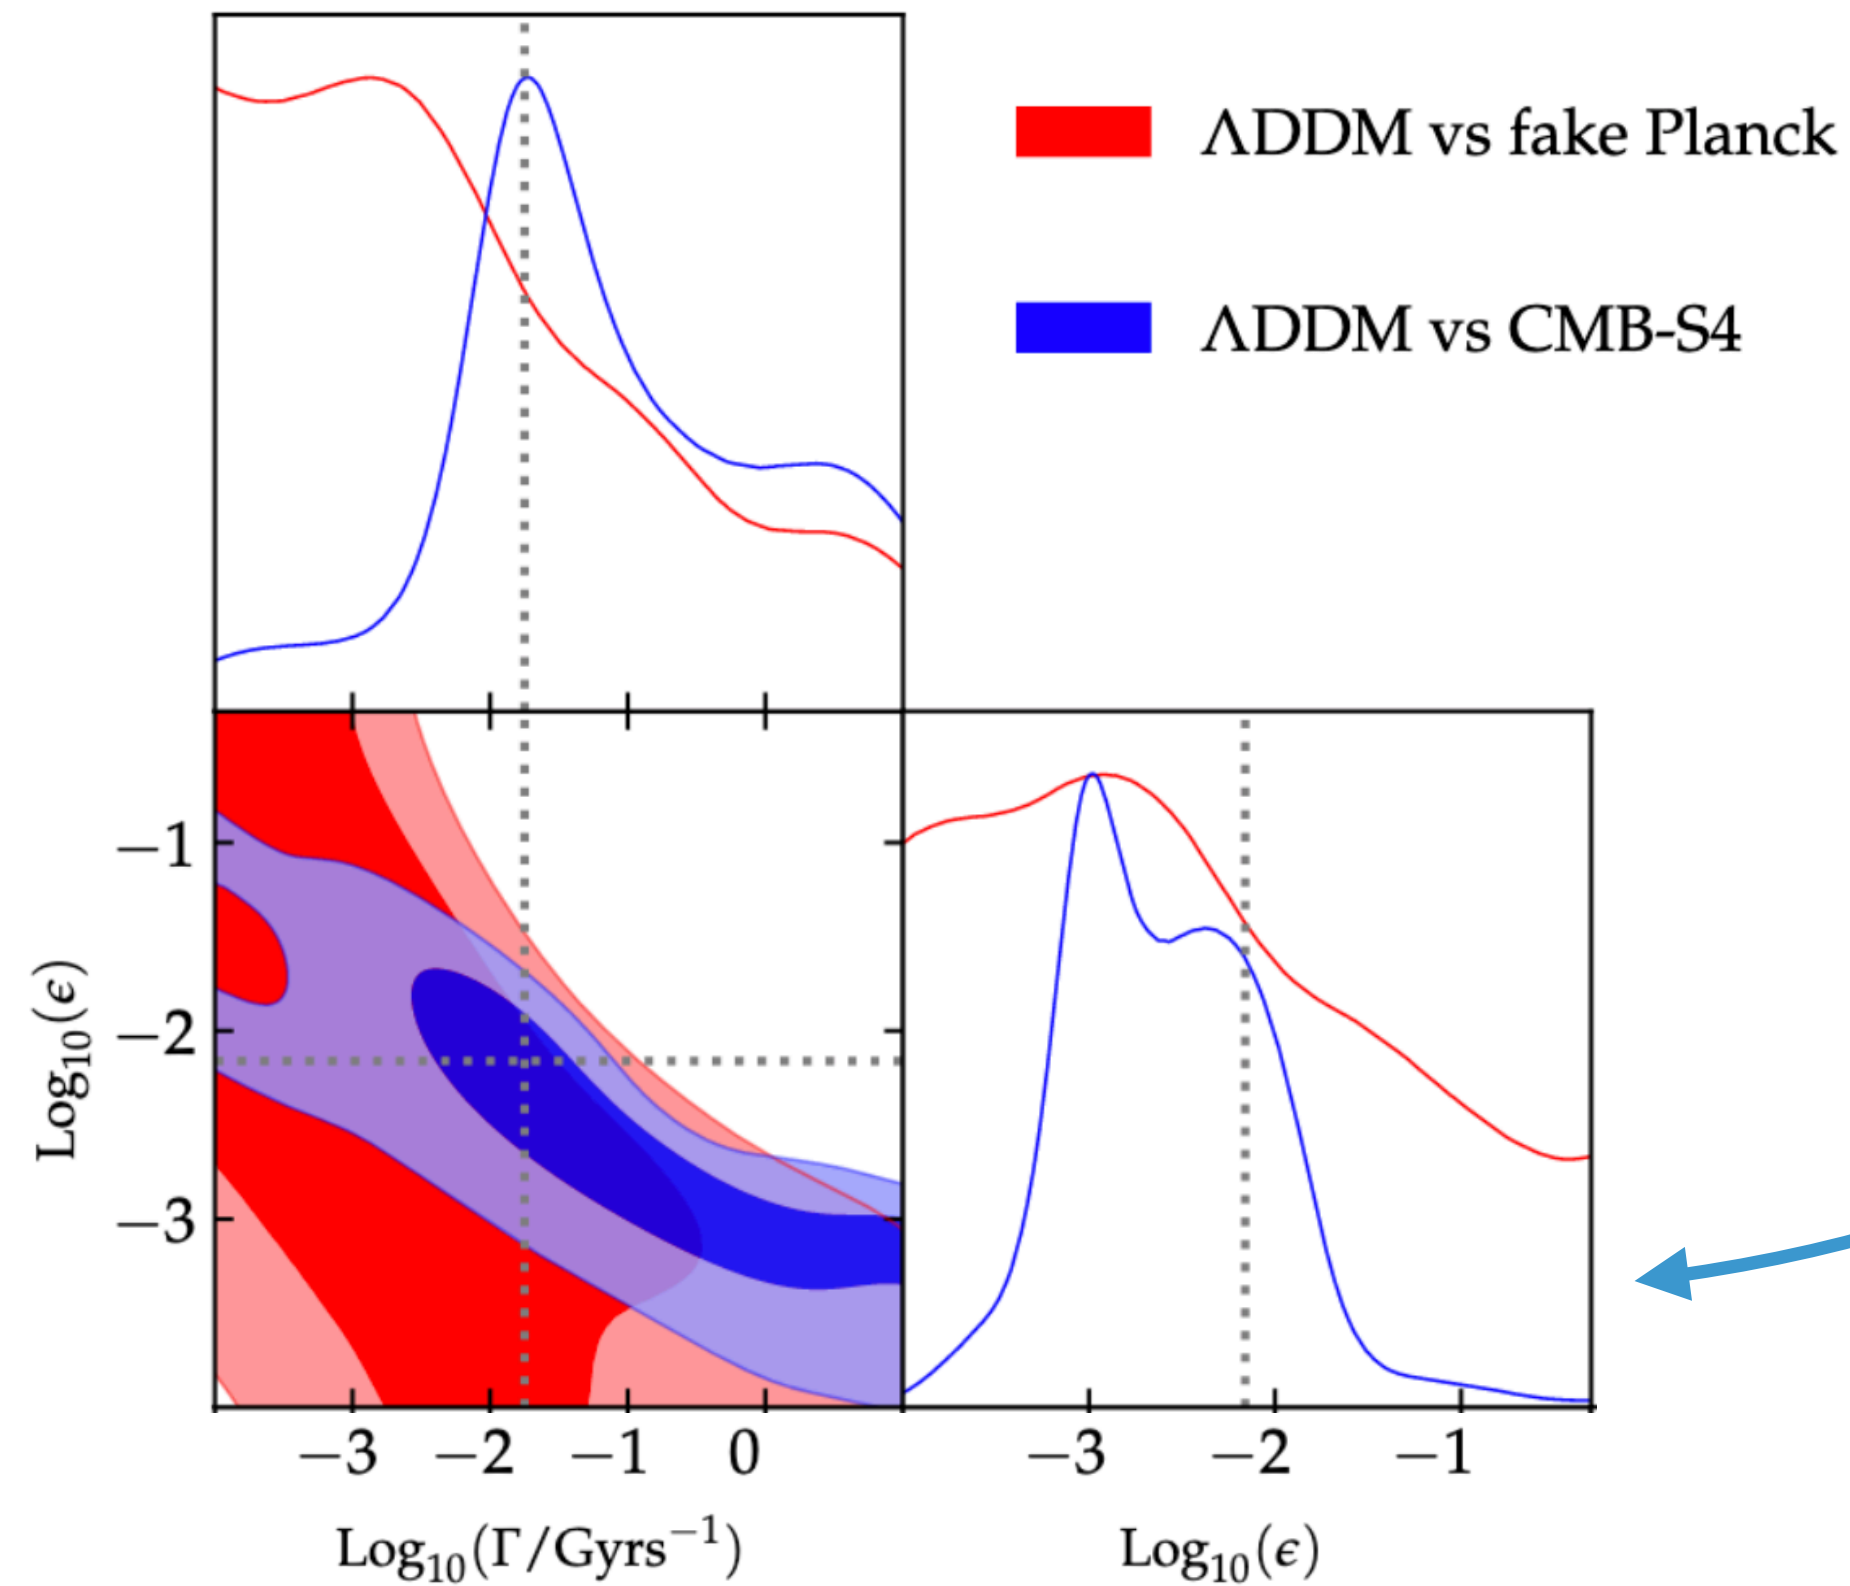 ΛDDM vs fake Planck
ΛDDM vs CMB-S4
−1
−2
−3
Log₁₀(ϵ)
−3 −2 −1 0
−3 −2 −1
Log₁₀(Γ/Gyrs⁻¹)
Log₁₀(ϵ)